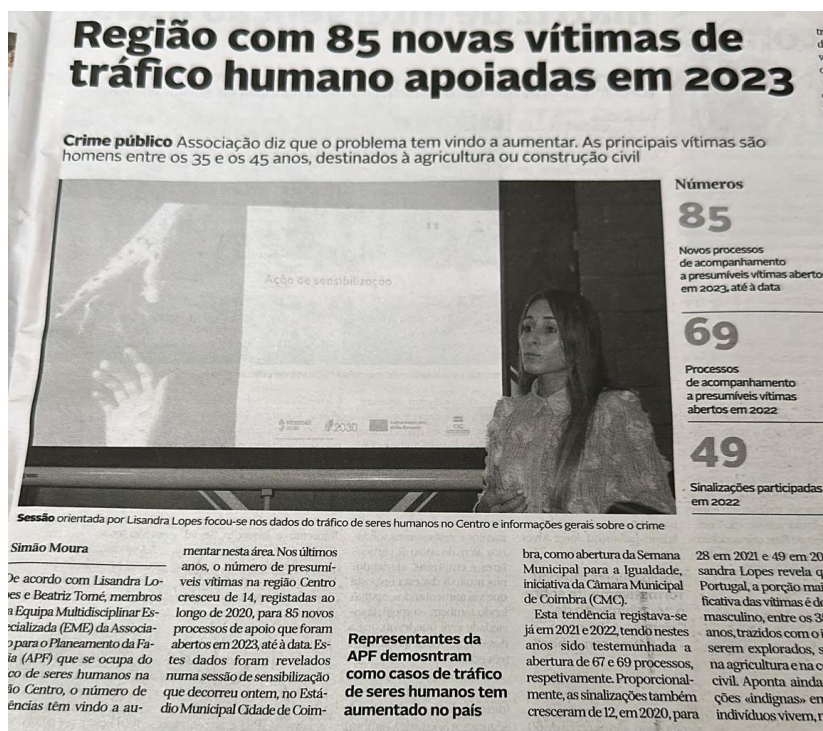 Região com 85 novas vítimas de
tráfico humano apoiadas em 2023
Crime público Associação diz que o problema tem vindo a aumentar. As principais vítimas são
homens entre os 35 e os 45 anos, destinados à agricultura ou construção civil
Ação de sensibilização
2030
Números
85
Novos processos
de acompanhamento
a presumíveis vítimas aberto
em 2023, até à data
69
Processos
de acompanhamento
a presumíveis vítimas
abertos em 2022
49
Sinalizações participadas
em 2022
Sessão orientada por Lisandra Lopes focou-se nos dados do tráfico de seres humanos no Centro e informações gerais sobre o crime
Simão Moura
De acordo com Lisandra Lo-
pes e Beatriz Tomé, membros
a Equipa Multidisciplinar Es-
ecializada (EME) da Associa-
o para o Planeamento da Fa-
ia (APF) que se ocupa do
co de seres humanos na
ão Centro, o número de
ências têm vindo a au-
mentar nesta área. Nos últimos
anos, o número de presumí-
veis vítimas na região Centro
cresceu de 14, registadas ao
longo de 2020, para 85 novos
processos de apoio que foram
abertos em 2023, até à data. Es-
tes dados foram revelados
numa sessão de sensibilização
que decorreu ontem, no Está-
dio Municipal Cidade de Coim-
Representantes da
APF demosntram
como casos de tráfico
de seres humanos tem
aumentado no país
bra, como abertura da Semana
Municipal para a Igualdade,
iniciativa da Câmara Municipal
de Coimbra (CMC).
Esta tendência registava-se
já em 2021 e 2022, tendo nestes
anos sido testemunhada a
abertura de 67 e 69 processos,
respetivamente. Proporcional-
mente, as sinalizações também
cresceram de 12, em 2020, para
28 em 2021 e 49 em 20
sandra Lopes revela q
Portugal, a porção mai
ficativa das vítimas é d
masculino, entre os 3
anos, trazidos com o
serem explorados, s
na agricultura e na c
civil. Aponta ainda
ções «indignas» en
indivíduos vivem, r